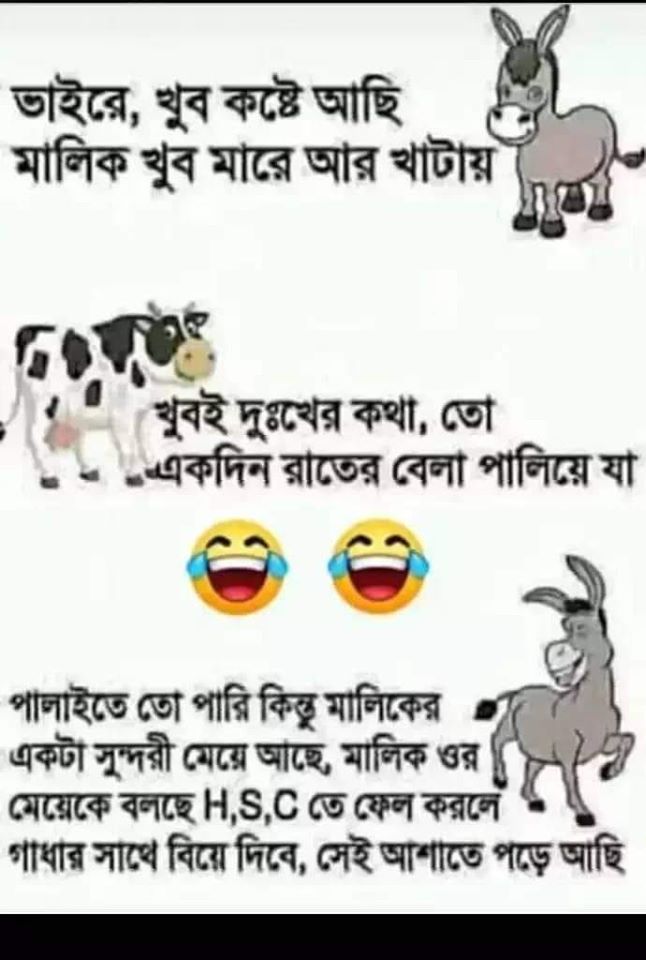 ভাইরে, খুব কষ্টে আছি
মালিক খুব মারে আর খাটায়
খুবই দুঃখের কথা, তো
একদিন রাতের বেলা পালিয়ে যা
পালাইতে তো পারি কিন্তু মালিকের
একটা সুন্দরী মেয়ে আছে, মালিক ওর
মেয়েকে বলছে H,S,C তে ফেল করলে
গাধার সাথে বিয়ে দিবে, সেই আশাতে পড়ে আছি